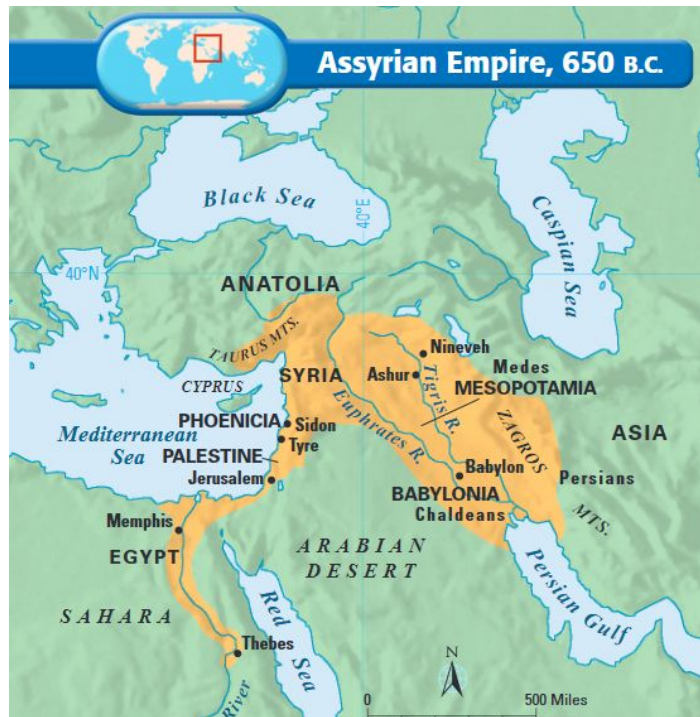 Assyrian Empire, 650 B.C.
Black Sea
40°E
Caspian Sea
40°N
ANATOLIA
TAURUS MTS.
Nineveh
CYPRUS
SYRIA
Ashur
Tigris R.
Medes
MESOPOTAMIA
PHOENICIA
Sidon
Euphrates R.
ZAGROS
MTS.
ASIA
Mediterranean
Sea
Tyre
PALESTINE
Jerusalem
Babylon
Persians
BABYLONIA
Chaldeans
Memphis
EGYPT
ARABIAN
DESERT
Persian Gulf
SAHARA
Red
Sea
Thebes
River
N
0 500 Miles